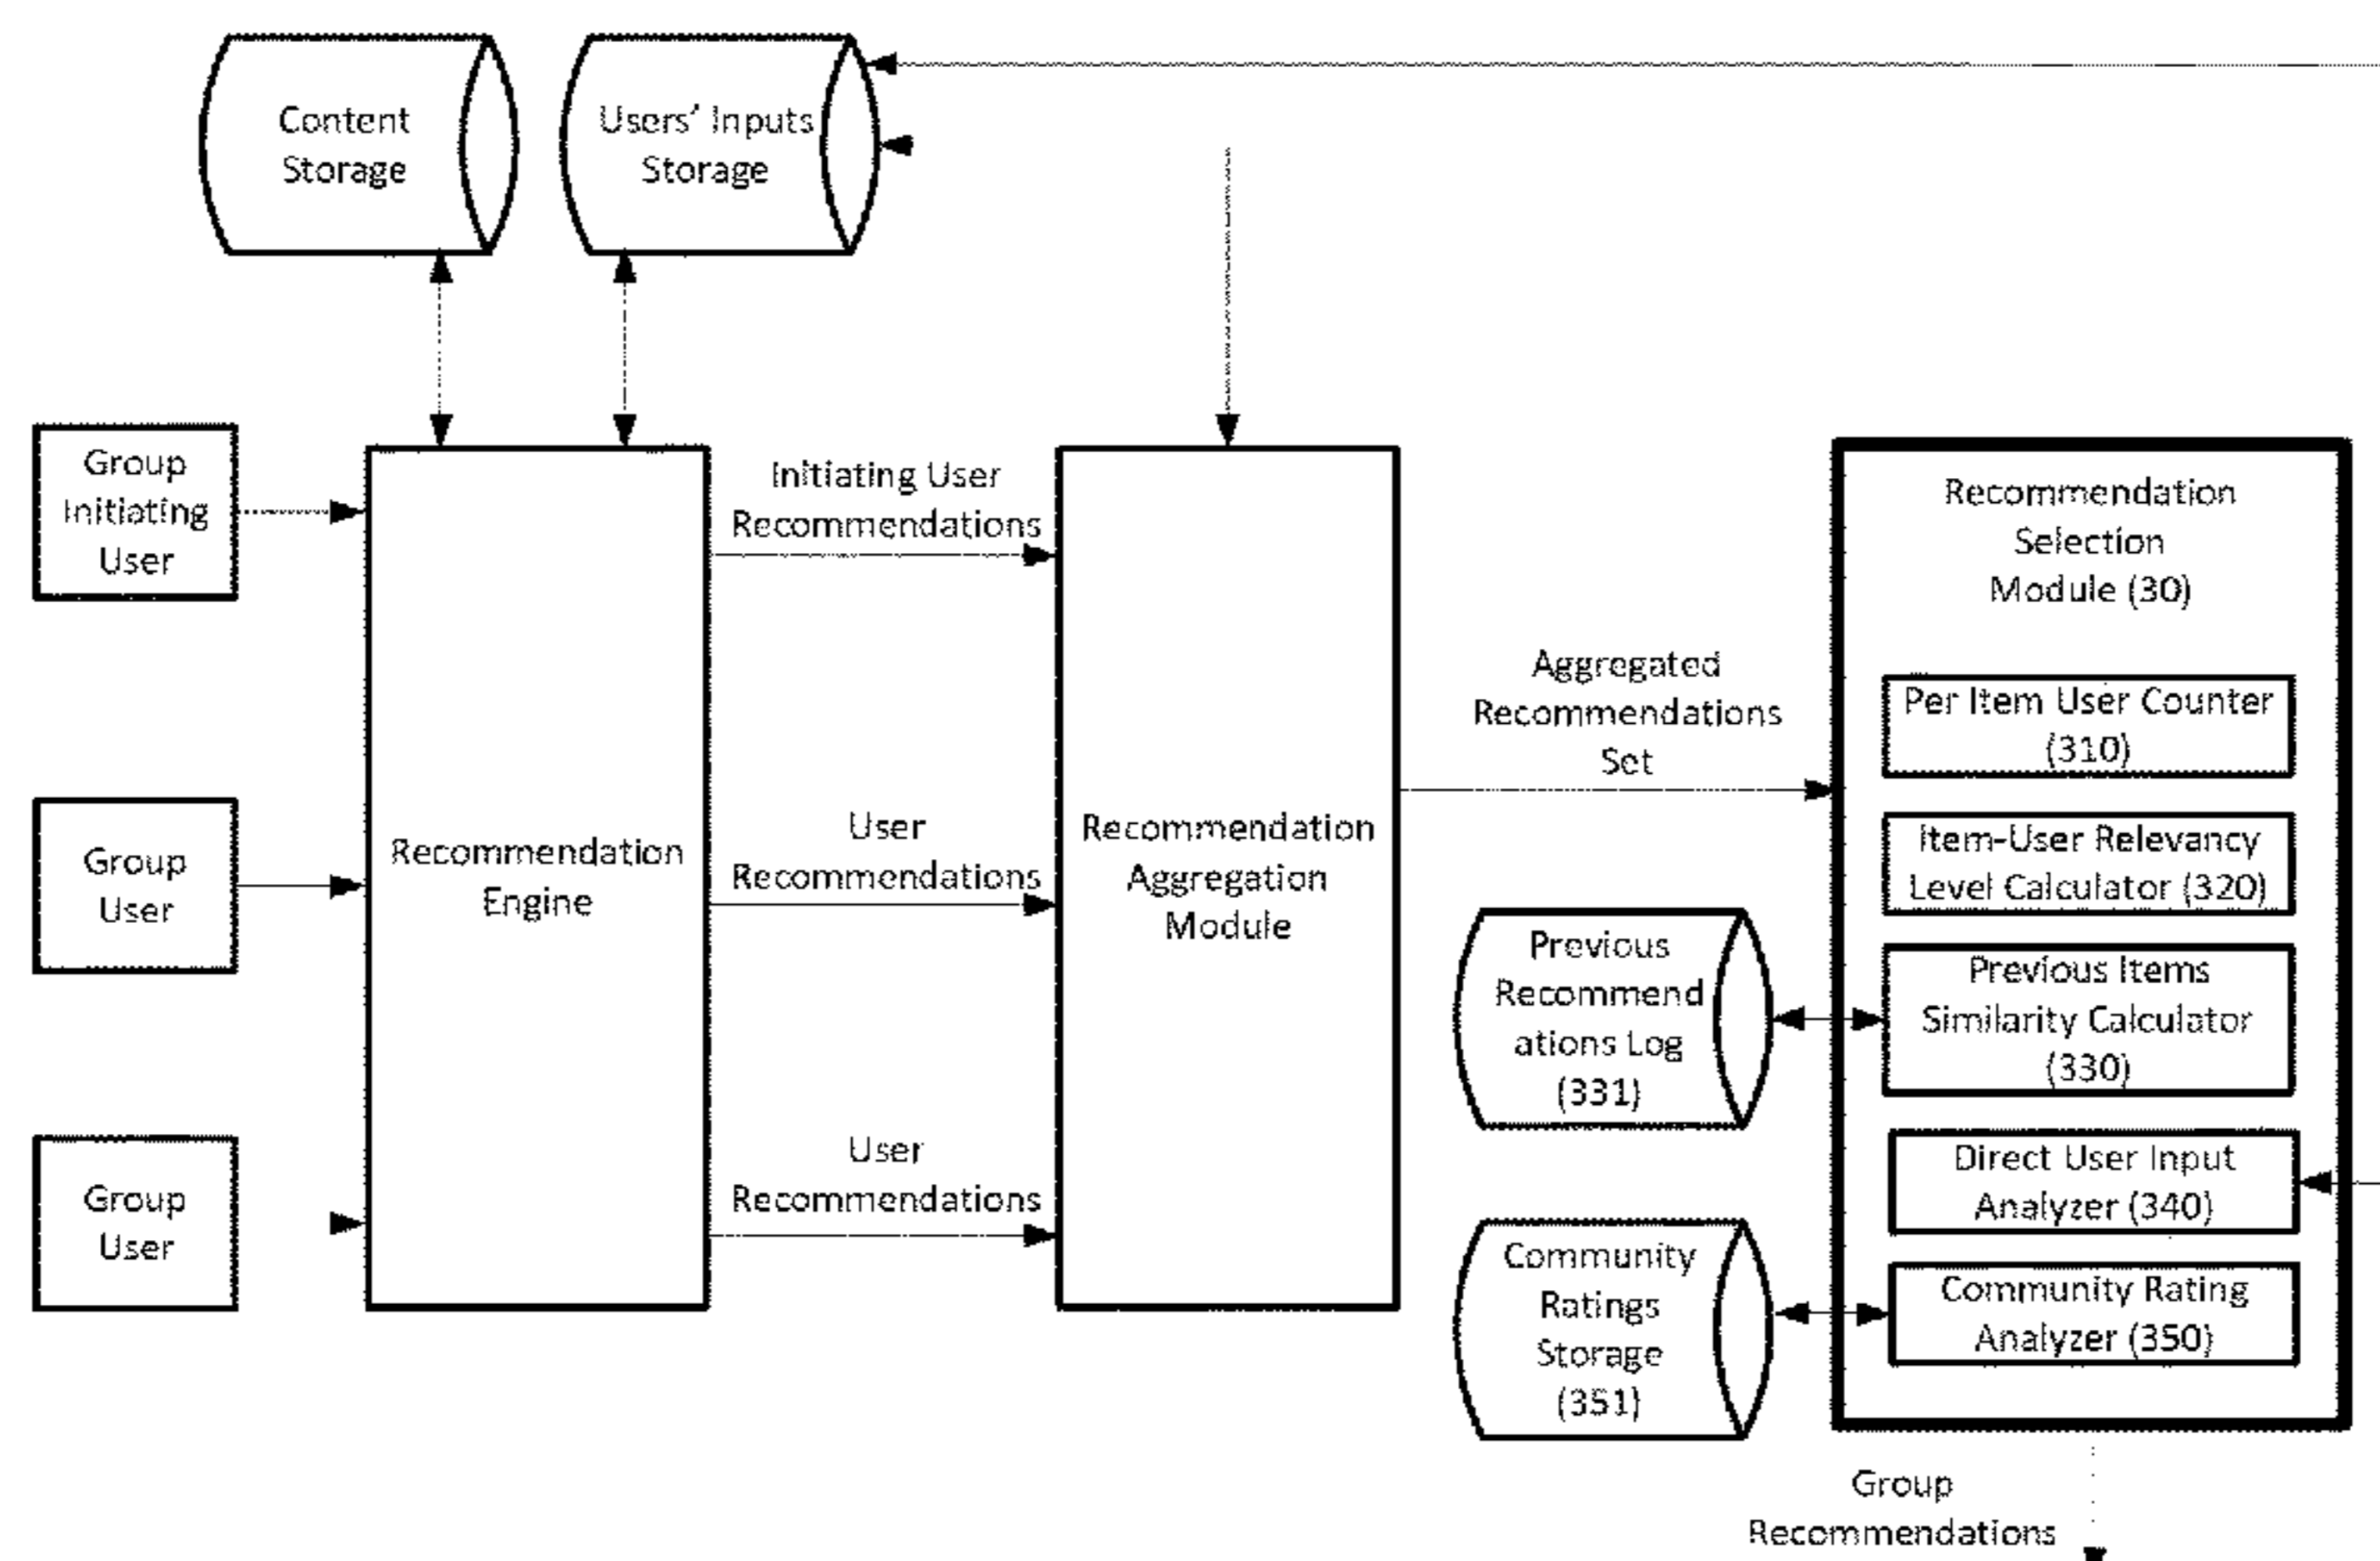 Content
Storage
Users' Inputs
Storage
Group
Initiating
User
Group
User
Group
User
Recommendation
Engine
Initiating User
Recommendations
User
Recommendations
User
Recommendations
Recommendation
Aggregation
Module
Aggregated
Recommendations
Set
Previous
Recommend
ations Log
(331)
Community
Ratings
Storage
(351)
Recommendation
Selection
Module (30)
Per Item User Counter
(310)
Item-User Relevancy
Level Calculator (320)
Previous Items
Similarity Calculator
(330)
Direct User Input
Analyzer (340)
Community Rating
Analyzer (350)
Group
Recommendations